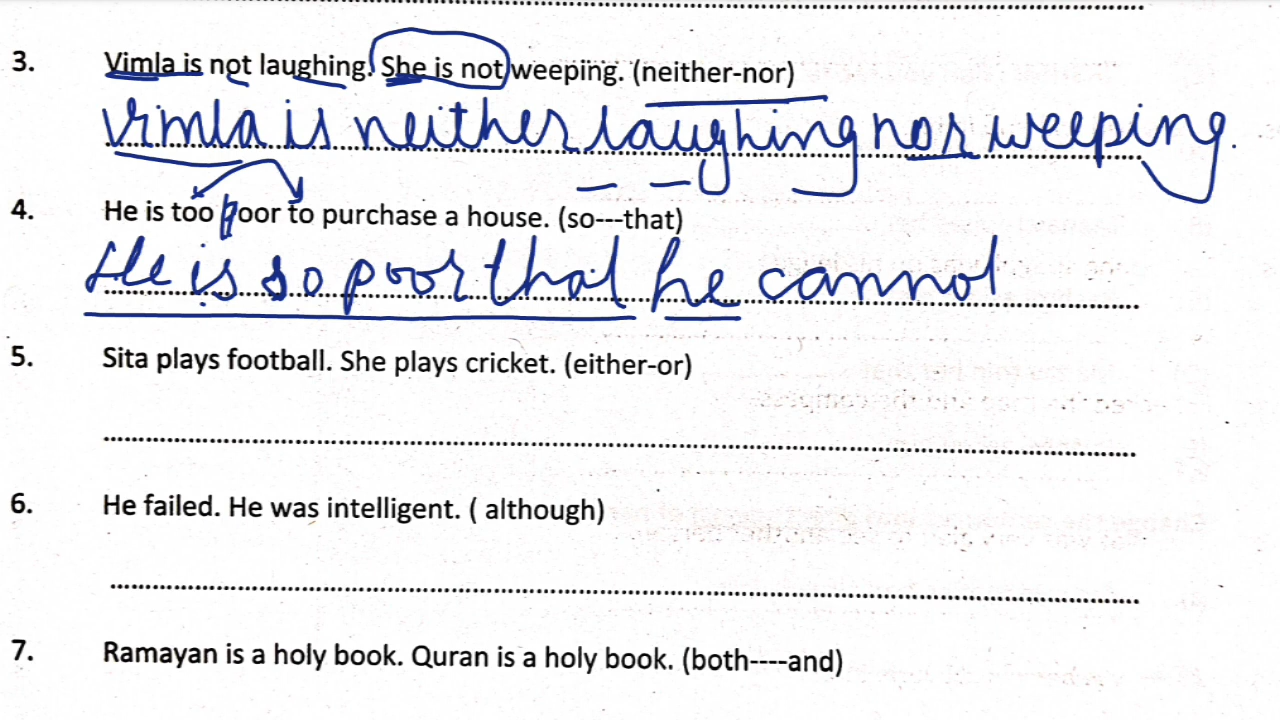 3. Vimla is not laughing. She is not weeping. (neither-nor)
Vimla is neither laughing nor weeping.
4. He is too poor to purchase a house. (so---that)
He is so poor that he cannot
5. Sita plays football. She plays cricket. (either-or)
6. He failed. He was intelligent. ( although)
7. Ramayan is a holy book. Quran is a holy book. (both----and)